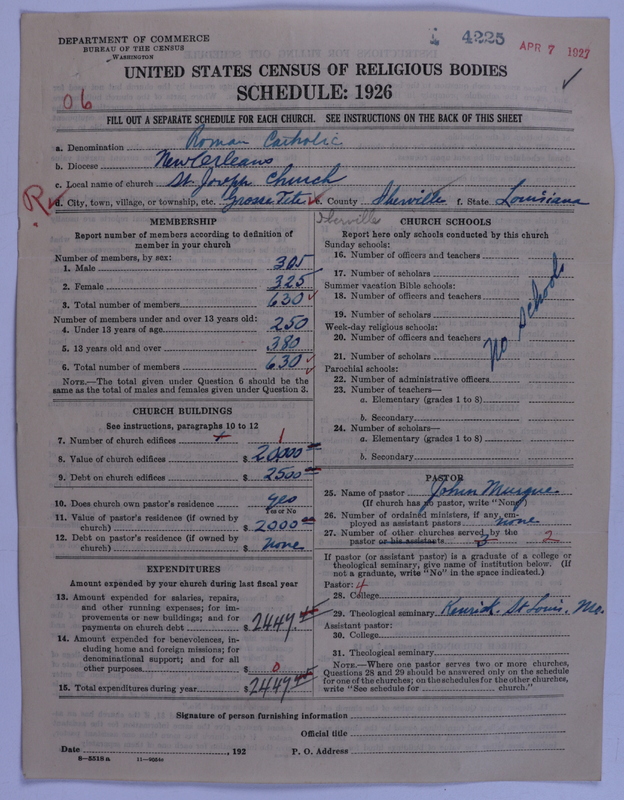 DEPARTMENT OF COMMERCE
BUREAU OF THE CENSUS
WASHINGTON
4225
APR 7 1927
UNITED STATES CENSUS OF RELIGIOUS BODIES
SCHEDULE: 1926
06
FILL OUT A SEPARATE SCHEDULE FOR EACH CHURCH. SEE INSTRUCTIONS ON THE BACK OF THIS SHEET
a. Denomination Roman Catholic
b. Diocese New Orleans
c. Local name of church St. Joseph Church
d. City, town, village, or township, etc. Grosse Tete e. County Iberville f. State Louisiana
Iberville
MEMBERSHIP
Report number of members according to definition of
member in your church
Number of members, by sex:
1. Male 305
2. Female 325
3. Total number of members 630
Number of members under and over 13 years old:
4. Under 13 years of age 250
5. 13 years old and over 380
6. Total number of members 630
NOTE.—The total given under Question 6 should be the
same as the total of males and females given under Question 3.
CHURCH BUILDINGS
See instructions, paragraphs 10 to 12
7. Number of church edifices 1
8. Value of church edifices $ 20,000
9. Debt on church edifices $ 2500
10. Does church own pastor's residence yes
Yes or No
11. Value of pastor's residence (if owned by
church) $ 2000
12. Debt on pastor's residence (if owned by
church) $ none
EXPENDITURES
Amount expended by your church during last fiscal year
13. Amount expended for salaries, repairs,
and other running expenses; for im-
provements or new buildings; and for
payments on church debt $ 2449.
14. Amount expended for benevolences, in-
cluding home and foreign missions; for
denominational support; and for all
other purposes $ 0
15. Total expenditures during year $ 2449.
CHURCH SCHOOLS
Report here only schools conducted by this church
Sunday schools:
16. Number of officers and teachers
17. Number of scholars
Summer vacation Bible schools:
18. Number of officers and teachers
19. Number of scholars
Week-day religious schools:
20. Number of officers and teachers
21. Number of scholars
No schools
Parochial schools:
22. Number of administrative officers
23. Number of teachers—
a. Elementary (grades 1 to 8)
b. Secondary
24. Number of scholars—
a. Elementary (grades 1 to 8)
b. Secondary
PASTOR
25. Name of pastor
(If church has no pastor, write "None")
26. Number of ordained ministers, if any, em-
ployed as assistant pastors none
27. Number of other churches served by the
pastor or his assistants 3 2
If pastor (or assistant pastor) is a graduate of a college or
theological seminary, give name of institution below. (If
not a graduate, write "No" in the space indicated.)
Pastor: 4
28. College
29. Theological seminary Kenrick. St Louis, Mo.
Assistant pastor:
30. College
31. Theological seminary
NOTE.—Where one pastor serves two or more churches,
Questions 28 and 29 should be answered only on the schedule
for one of the churches; on the schedules for the other churches,
write "See schedule for church."
Signature of person furnishing information
Official title
Date , 192 P. O. Address
8—5518 a